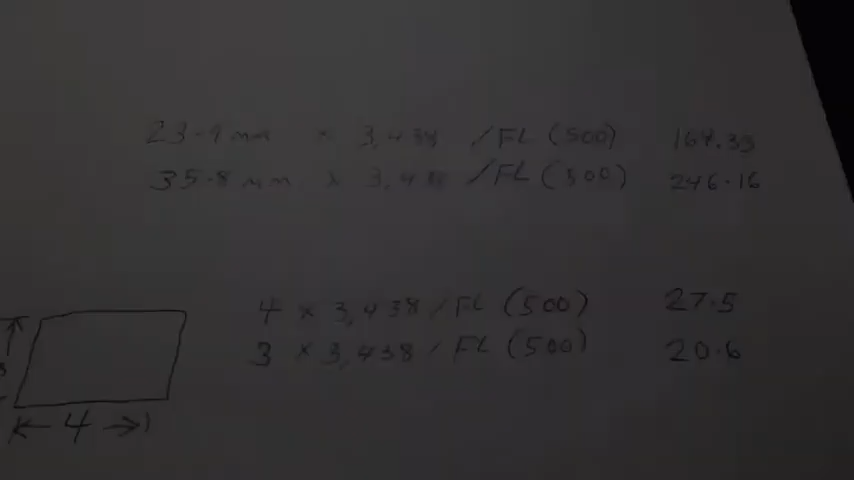 23.9 mm × 3,438 /FL (500) 164.33
35.8 mm × 3,438 /FL (500) 246.16
4 × 3,438 /FL (500) 27.5
3 × 3,438 /FL (500) 20.6
4